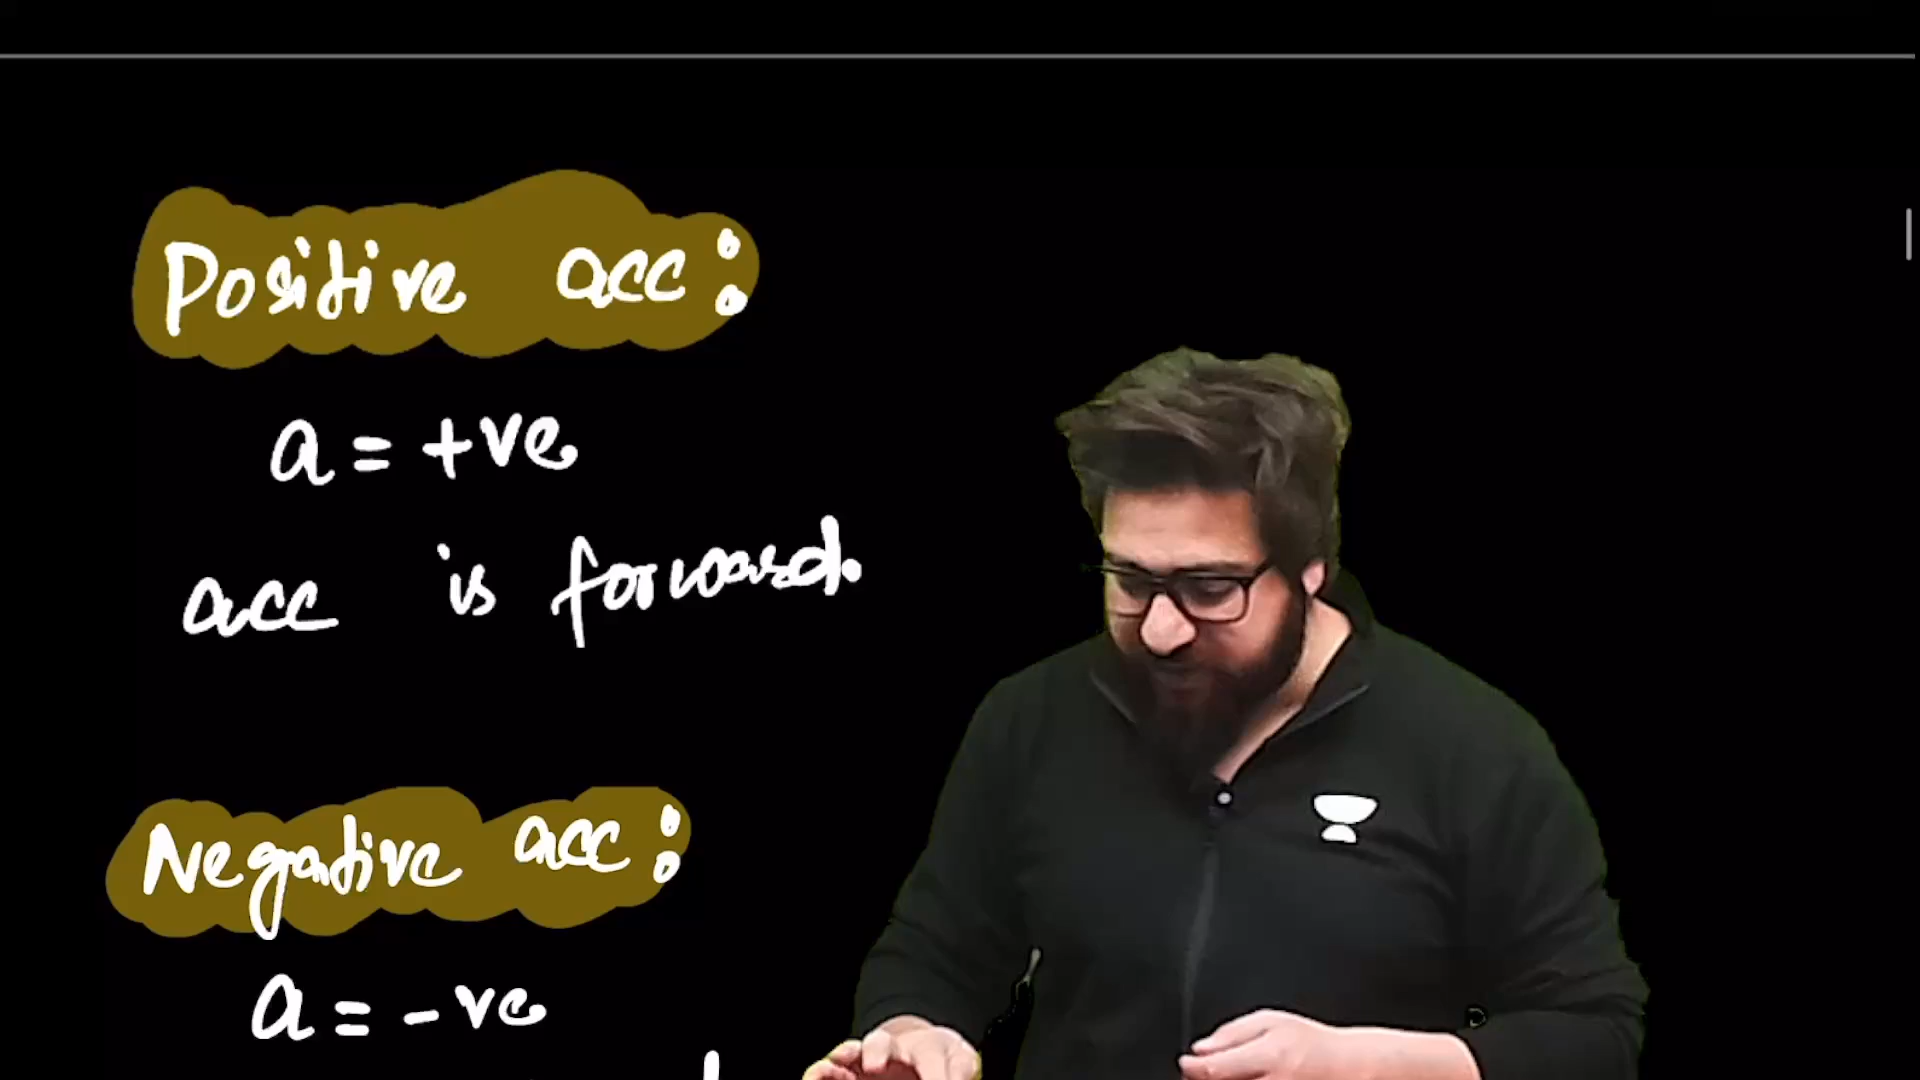 Positive acc:
a = +ve
acc is forward.
Negative acc:
a = -ve